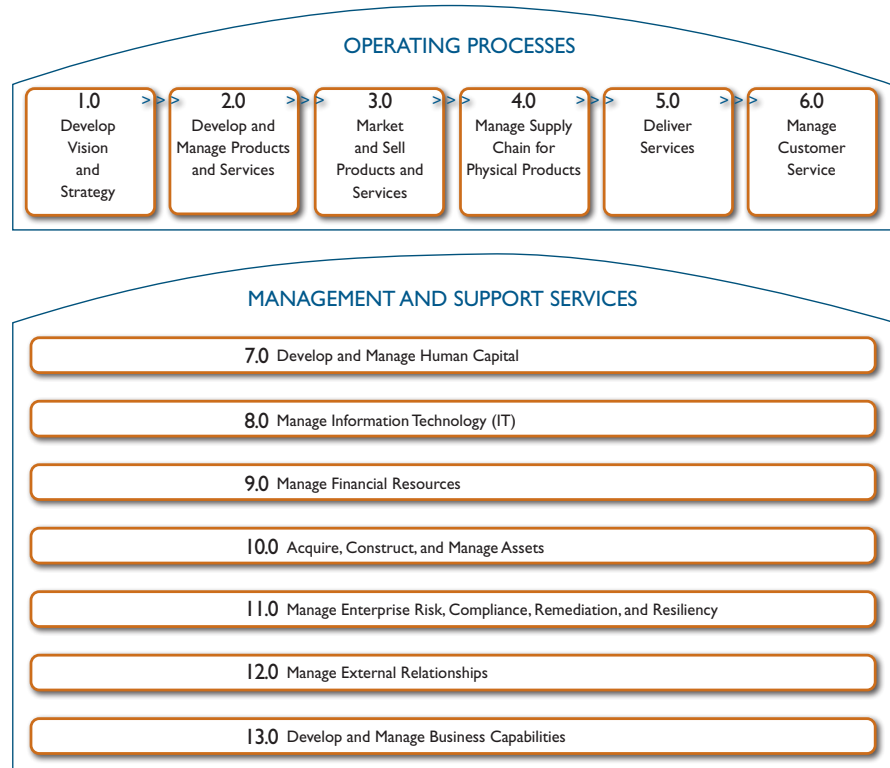 OPERATING PROCESSES
1.0
Develop
Vision
and
Strategy
> > >
2.0
Develop and
Manage Products
and Services
> > >
3.0
Market
and Sell
Products and
Services
> > >
4.0
Manage Supply
Chain for
Physical Products
> > >
5.0
Deliver
Services
> > >
6.0
Manage
Customer
Service
MANAGEMENT AND SUPPORT SERVICES
7.0 Develop and Manage Human Capital
8.0 Manage Information Technology (IT)
9.0 Manage Financial Resources
10.0 Acquire, Construct, and Manage Assets
11.0 Manage Enterprise Risk, Compliance, Remediation, and Resiliency
12.0 Manage External Relationships
13.0 Develop and Manage Business Capabilities